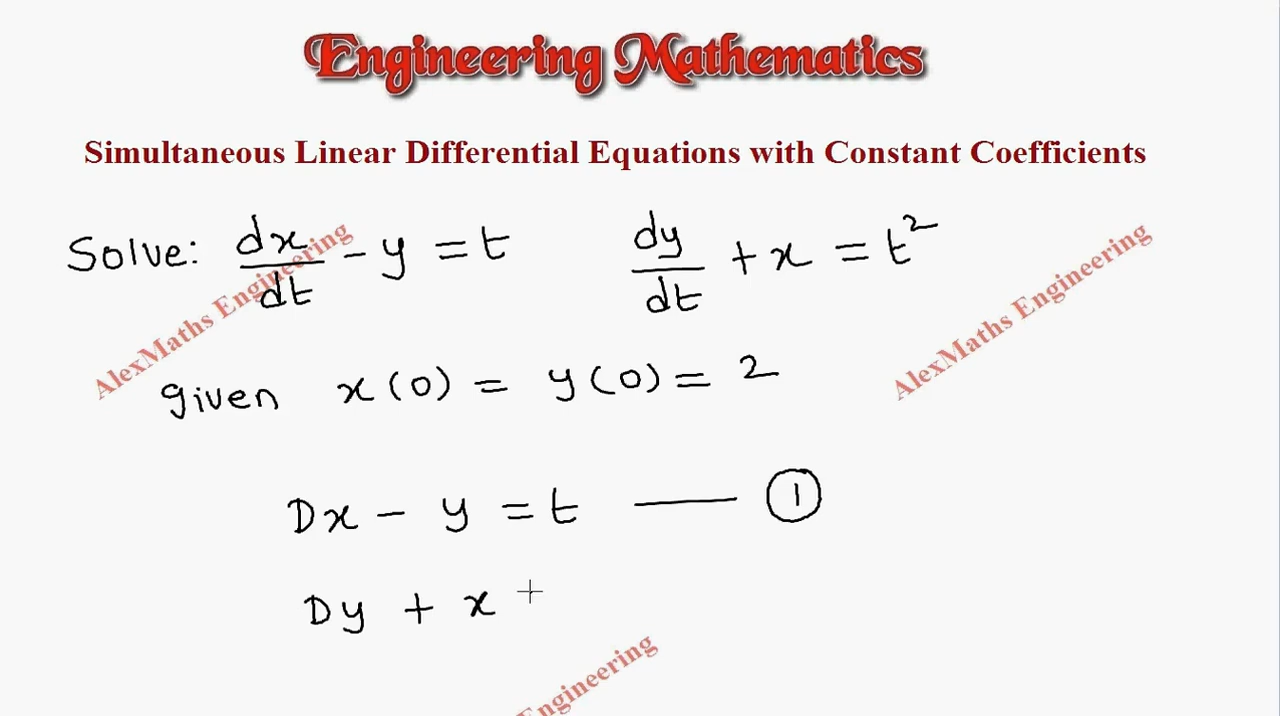 Engineering Mathematics
Simultaneous Linear Differential Equations with Constant Coefficients
Solve: dx/dt - y = t    dy/dt + x = t²
AlexMaths Engineering
AlexMaths Engineering
given x(0) = y(0) = 2
Dx - y = t —— ①
Dy + x
Engineering